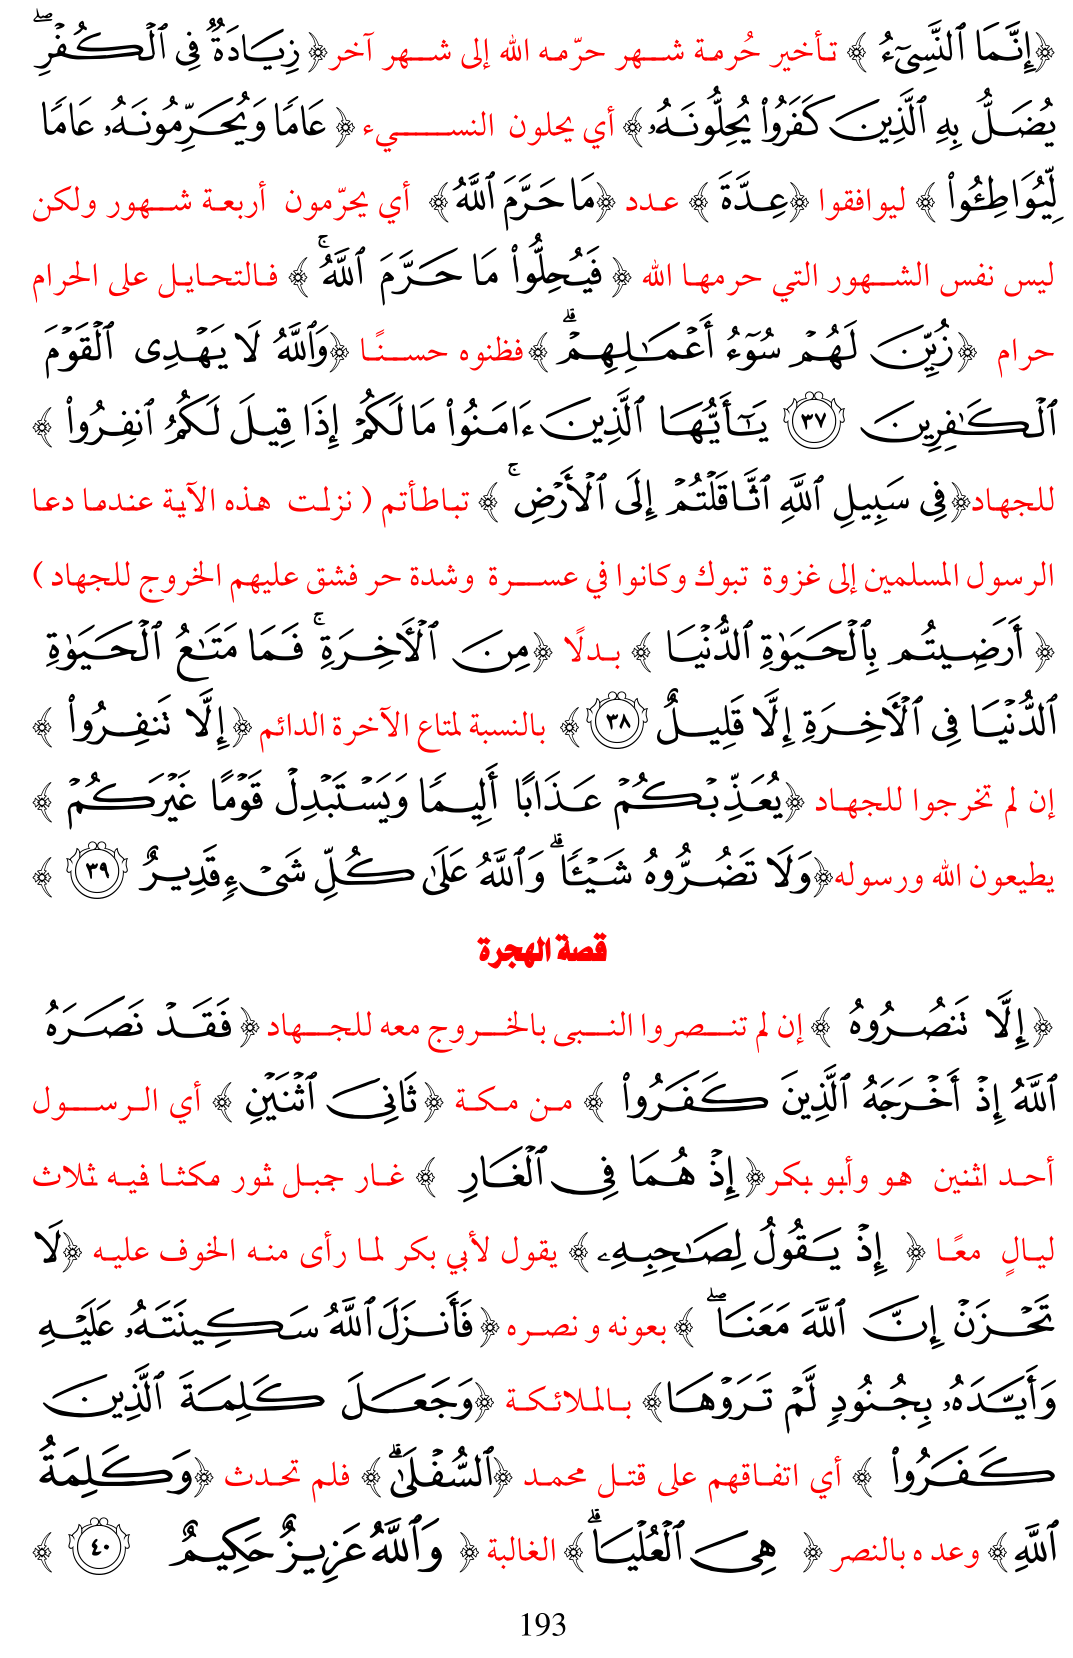 ﴿إِنَّمَا ٱلنَّسِىٓءُ ﴾ تأخير حُرمة شهر حرّمه الله إلى شهر آخر﴿ زِيَادَةٌ فِى ٱلْكُفْرِ ۖ
يُضَلُّ بِهِ ٱلَّذِينَ كَفَرُوا۟ يُحِلُّونَهُۥ﴾ أي يحلون النسيء ﴿ عَامًا وَيُحَرِّمُونَهُۥ عَامًا
لِّيُوَاطِـُٔوا۟ ﴾ ليوافقوا ﴿عِدَّةَ ﴾ عدد ﴿مَا حَرَّمَ ٱللَّهُ﴾ أي يحرّمون أربعة شهور ولكن
ليس نفس الشهور التي حرمها الله ﴿ فَيُحِلُّوا۟ مَا حَرَّمَ ٱللَّهُ ۚ ﴾ فالتحايل على الحرام
حرام ﴿زُيِّنَ لَهُمْ سُوٓءُ أَعْمَـٰلِهِمْ ۗ ﴾فظنوه حسنًا ﴿وَٱللَّهُ لَا يَهْدِى ٱلْقَوْمَ
ٱلْكَـٰفِرِينَ ٣٧ يَـٰٓأَيُّهَا ٱلَّذِينَ ءَامَنُوا۟ مَا لَكُمْ إِذَا قِيلَ لَكُمُ ٱنفِرُوا۟ ﴾
للجهاد﴿فِى سَبِيلِ ٱللَّهِ ٱثَّاقَلْتُمْ إِلَى ٱلْأَرْضِ ۚ ﴾ تباطأتم ( نزلت هذه الآية عندما دعا
الرسول المسلمين إلى غزوة تبوك وكانوا في عسرة وشدة حر فشق عليهم الخروج للجهاد )
﴿ أَرَضِيتُم بِٱلْحَيَوٰةِ ٱلدُّنْيَا ﴾ بدلًا ﴿مِنَ ٱلْـَٔاخِرَةِ ۚ فَمَا مَتَـٰعُ ٱلْحَيَوٰةِ
ٱلدُّنْيَا فِى ٱلْـَٔاخِرَةِ إِلَّا قَلِيلٌ ٣٨ ﴾ بالنسبة لمتاع الآخرة الدائم ﴿إِلَّا تَنفِرُوا۟ ﴾
إن لم تخرجوا للجهاد ﴿يُعَذِّبْكُمْ عَذَابًا أَلِيمًا وَيَسْتَبْدِلْ قَوْمًا غَيْرَكُمْ ﴾
يطيعون الله ورسوله﴿وَلَا تَضُرُّوهُ شَيْـًٔا ۗ وَٱللَّهُ عَلَىٰ كُلِّ شَىْءٍ قَدِيرٌ ٣٩ ﴾
قصة الهجرة
﴿إِلَّا تَنصُرُوهُ ﴾ إن لم تنصروا النبى بالخروج معه للجهاد ﴿ فَقَدْ نَصَرَهُ
ٱللَّهُ إِذْ أَخْرَجَهُ ٱلَّذِينَ كَفَرُوا۟ ﴾ من مكة ﴿ثَانِىَ ٱثْنَيْنِ ﴾ أي الرسول
أحد اثنين هو وأبو بكر﴿ إِذْ هُمَا فِى ٱلْغَارِ ﴾ غار جبل ثور مكثا فيه ثلاث
ليالٍ معًا ﴿ إِذْ يَقُولُ لِصَـٰحِبِهِۦ ﴾ يقول لأبي بكر لما رأى منه الخوف عليه ﴿لَا
تَحْزَنْ إِنَّ ٱللَّهَ مَعَنَا ۖ ﴾ بعونه و نصره ﴿فَأَنزَلَ ٱللَّهُ سَكِينَتَهُۥ عَلَيْهِ
وَأَيَّدَهُۥ بِجُنُودٍ لَّمْ تَرَوْهَا﴾ بالملائكة ﴿وَجَعَلَ كَلِمَةَ ٱلَّذِينَ
كَفَرُوا۟ ﴾ أي اتفاقهم على قتل محمد ﴿ٱلسُّفْلَىٰ ۗ ﴾ فلم تحدث ﴿وَكَلِمَةُ
ٱللَّهِ﴾ وعده بالنصر ﴿ هِىَ ٱلْعُلْيَا ۗ ﴾ الغالبة ﴿ وَٱللَّهُ عَزِيزٌ حَكِيمٌ ٤٠ ﴾
193